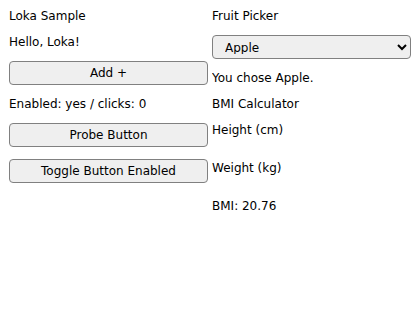 Loka Sample
Hello, Loka!
Add +
Enabled: yes / clicks: 0
Probe Button
Toggle Button Enabled
Fruit Picker
Apple
You chose Apple.
BMI Calculator
Height (cm)
Weight (kg)
BMI: 20.76